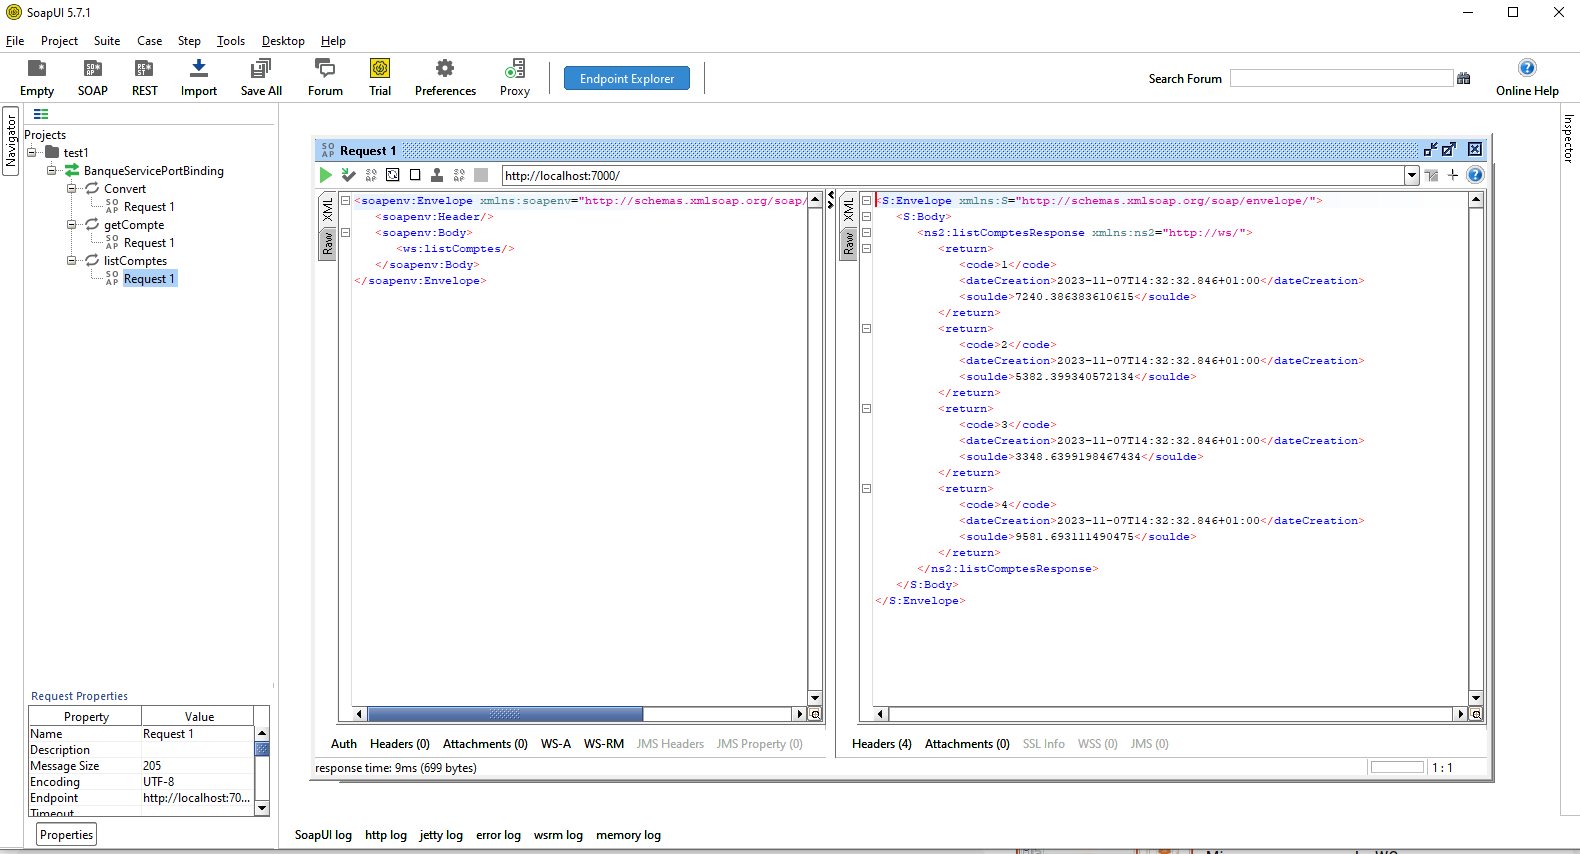 SoapUI 5.7.1
File Project Suite Case Step Tools Desktop Help
Empty SOAP REST Import Save All Forum Trial Preferences Proxy Endpoint Explorer Search Forum Online Help
Navigator
Projects
test1
BanqueServicePortBinding
Convert
SOAP Request 1
getCompte
SOAP Request 1
listComptes
SOAP Request 1
Request Properties
Property Value
Name Request 1
Description
Message Size 205
Encoding UTF-8
Endpoint http://localhost:70...
Timeout
Properties
SOAP Request 1
http://localhost:7000/
XML
Raw
<soapenv:Envelope xmlns:soapenv="http://schemas.xmlsoap.org/soap/
<soapenv:Header/>
<soapenv:Body>
<ws:listComptes/>
</soapenv:Body>
</soapenv:Envelope>
Auth Headers (0) Attachments (0) WS-A WS-RM JMS Headers JMS Property (0)
XML
Raw
<S:Envelope xmlns:S="http://schemas.xmlsoap.org/soap/envelope/">
<S:Body>
<ns2:listComptesResponse xmlns:ns2="http://ws/">
<return>
<code>1</code>
<dateCreation>2023-11-07T14:32:32.846+01:00</dateCreation>
<soulde>7240.386383610615</soulde>
</return>
<return>
<code>2</code>
<dateCreation>2023-11-07T14:32:32.846+01:00</dateCreation>
<soulde>5382.399340572134</soulde>
</return>
<return>
<code>3</code>
<dateCreation>2023-11-07T14:32:32.846+01:00</dateCreation>
<soulde>3348.6399198467434</soulde>
</return>
<return>
<code>4</code>
<dateCreation>2023-11-07T14:32:32.846+01:00</dateCreation>
<soulde>9581.693111490475</soulde>
</return>
</ns2:listComptesResponse>
</S:Body>
</S:Envelope>
Headers (4) Attachments (0) SSL Info WSS (0) JMS (0)
response time: 9ms (699 bytes)
1 : 1
Inspector
SoapUI log http log jetty log error log wsrm log memory log